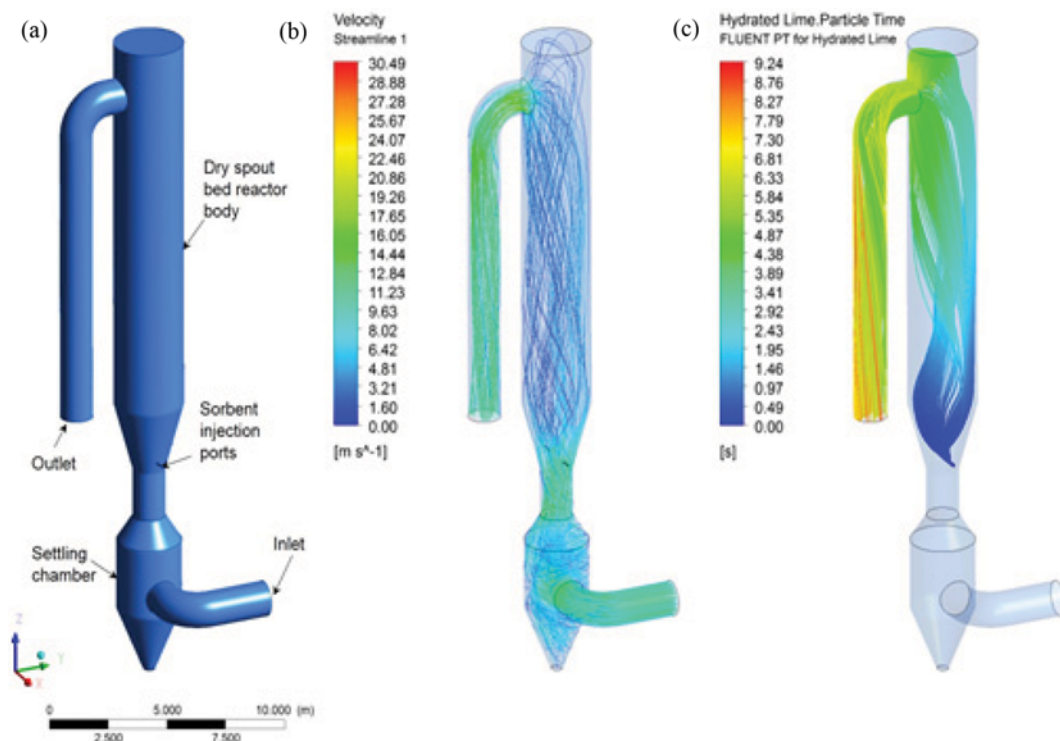 (a)
Dry spout
bed reactor
body
Sorbent
injection
ports
Outlet
Settling
chamber
Inlet
Z
Y
X
0 5.000 10.000 (m)
2.500 7.500
(b)
Velocity
Streamline 1
30.49
28.88
27.28
25.67
24.07
22.46
20.86
19.26
17.65
16.05
14.44
12.84
11.23
9.63
8.02
6.42
4.81
3.21
1.60
0.00
[m s^-1]
(c)
Hydrated Lime.Particle Time
FLUENT PT for Hydrated Lime
9.24
8.76
8.27
7.79
7.30
6.81
6.33
5.84
5.35
4.87
4.38
3.89
3.41
2.92
2.43
1.95
1.46
0.97
0.49
0.00
[s]